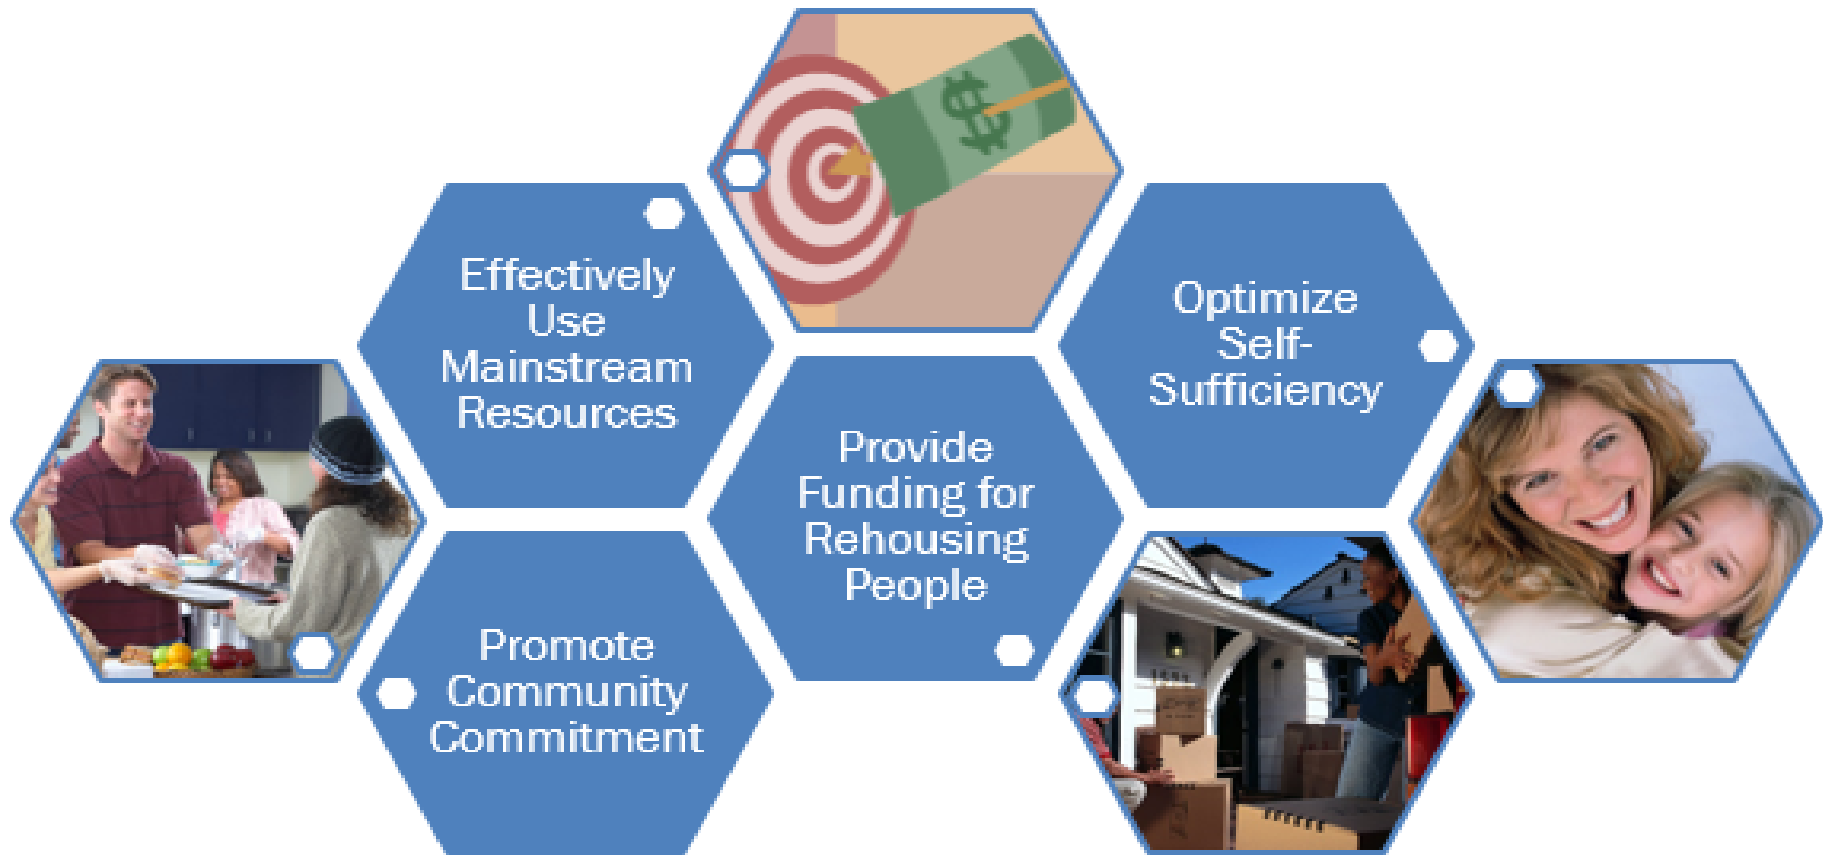 Effectively
Use
Mainstream
Resources
Optimize
Self-
Sufficiency
Provide
Funding for
Rehousing
People
Promote
Community
Commitment
$